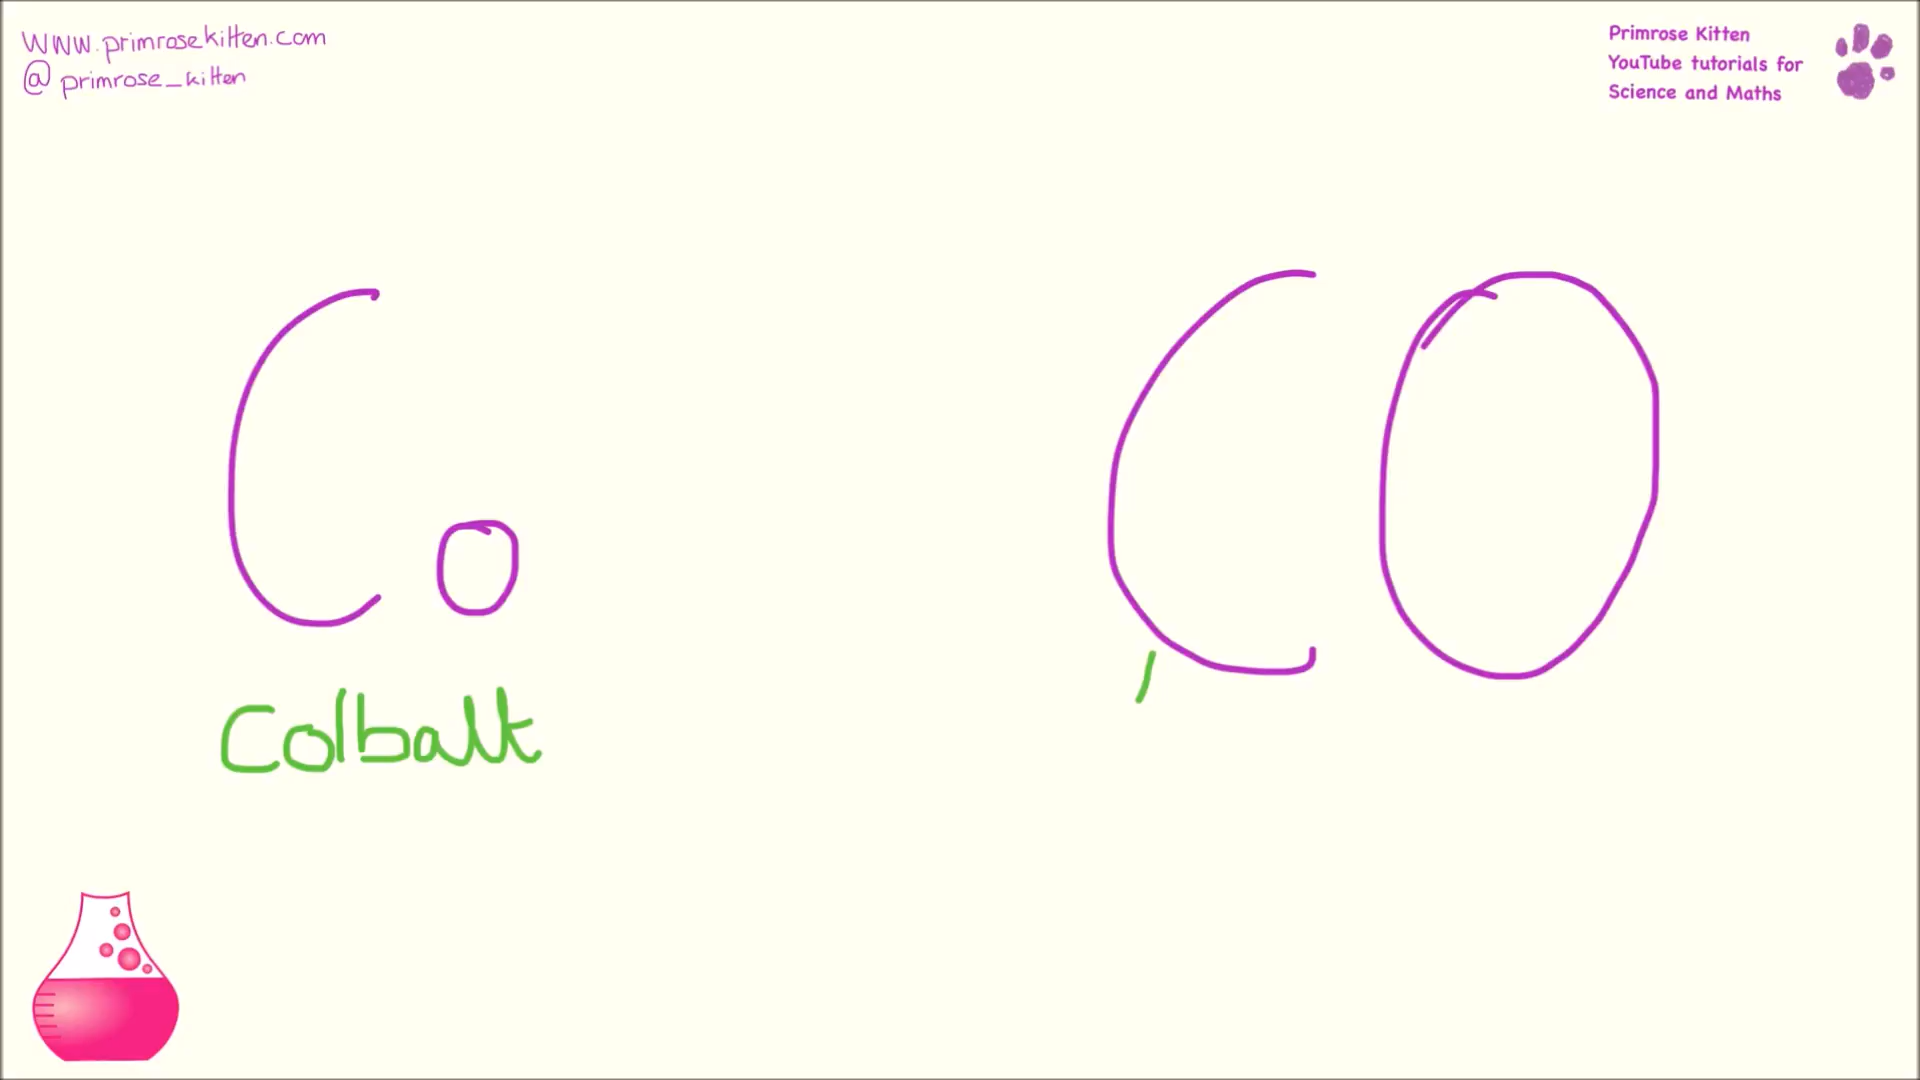 www.primrosekitten.com
@primrose_kitten
Primrose Kitten
YouTube tutorials for
Science and Maths
Co
CO
Colbalt